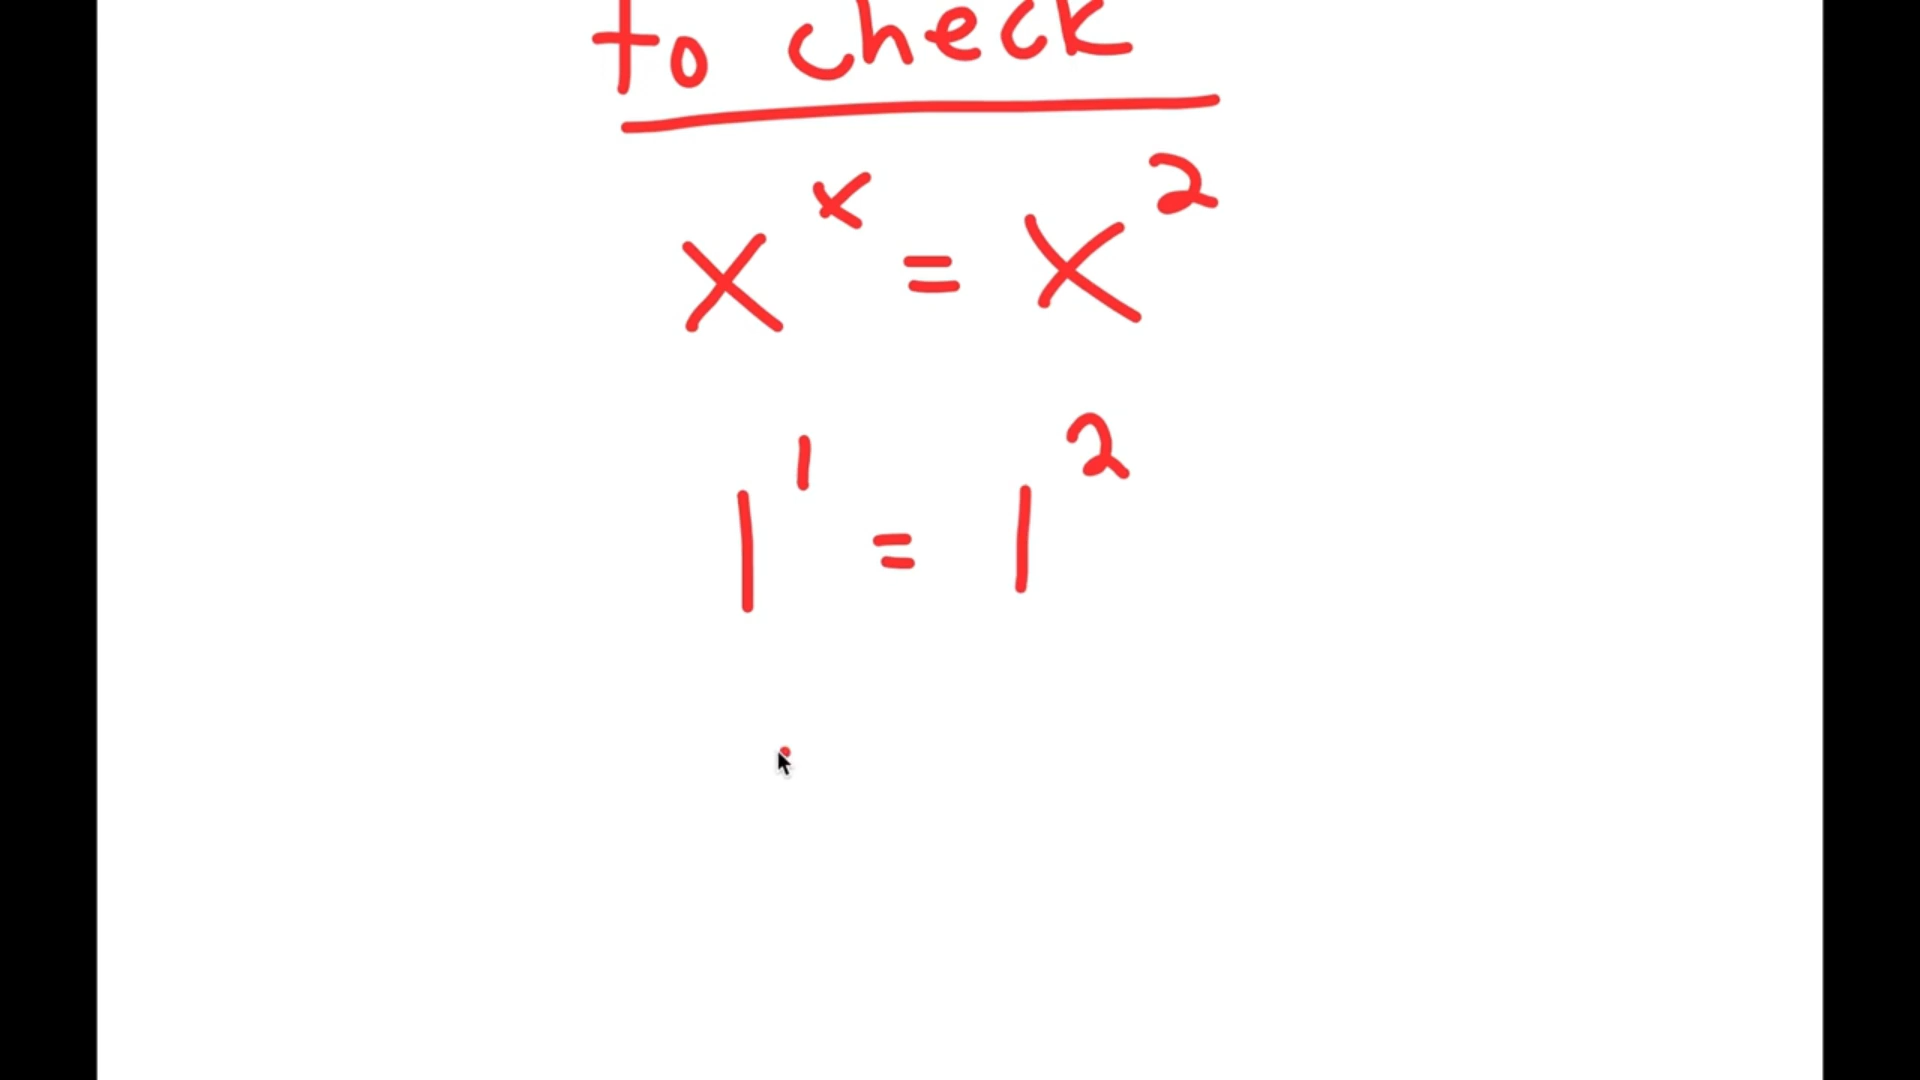 to check
x^x = x^2
1^1 = 1^2